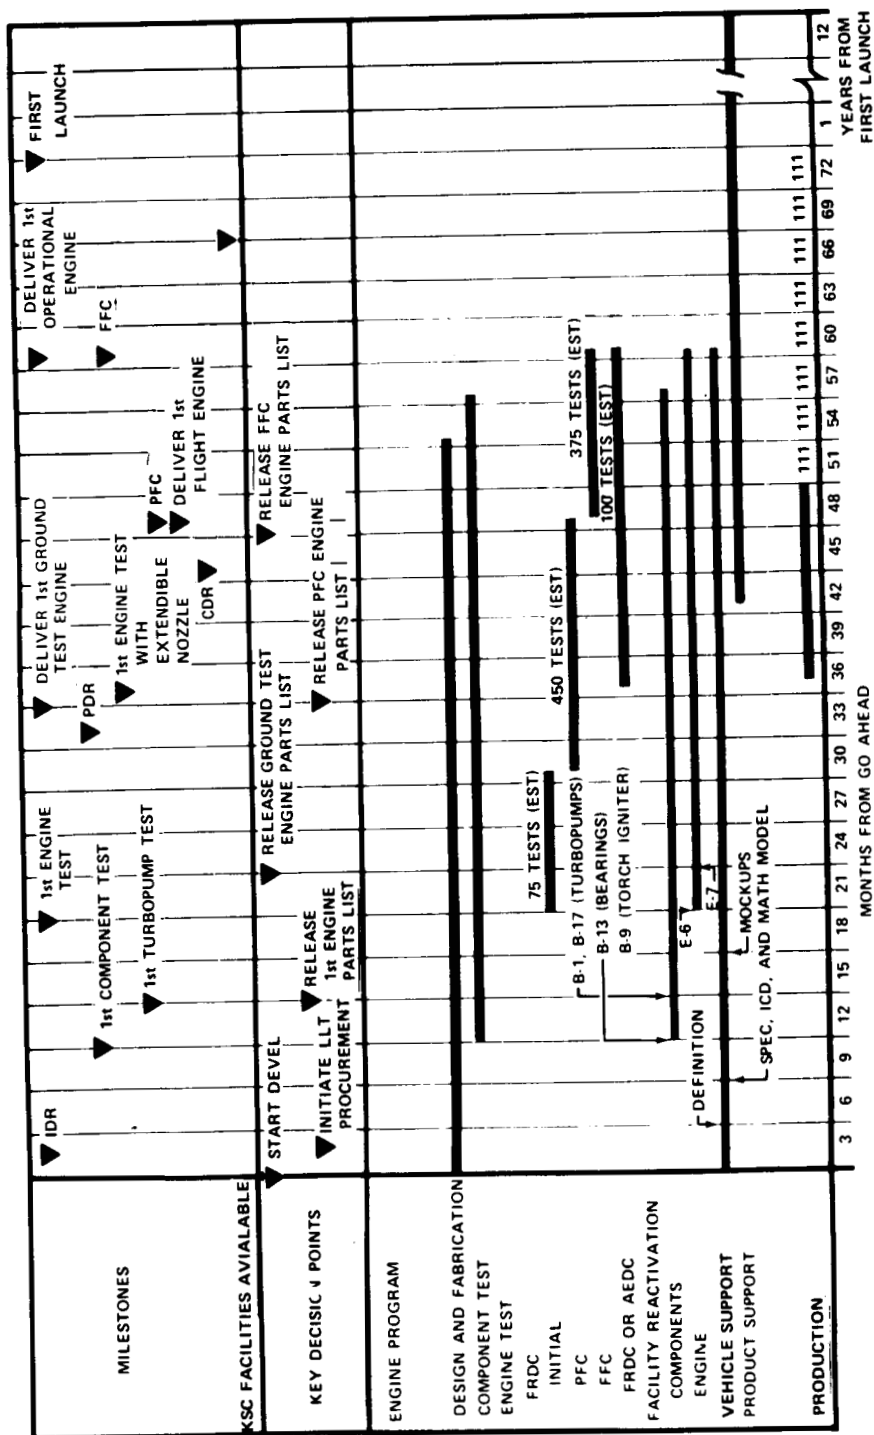 MILESTONES
IDR
1st COMPONENT TEST
1st TURBOPUMP TEST
1st ENGINE
TEST
PDR
DELIVER 1st GROUND
TEST ENGINE
1st ENGINE TEST
WITH
EXTENDIBLE
NOZZLE
CDR
PFC
DELIVER 1st
FLIGHT ENGINE
DELIVER 1st
OPERATIONAL
ENGINE
FFC
FIRST
LAUNCH
KSC FACILITIES AVIALABLE
KEY DECISION POINTS
START DEVEL
INITIATE LLT
PROCUREMENT
RELEASE
1st ENGINE
PARTS LIST
RELEASE GROUND TEST
ENGINE PARTS LIST
RELEASE PFC ENGINE
PARTS LIST
RELEASE FFC
ENGINE PARTS LIST
ENGINE PROGRAM
DESIGN AND FABRICATION
COMPONENT TEST
ENGINE TEST
FRDC
INITIAL
75 TESTS (EST)
PFC
450 TESTS (EST)
FFC
375 TESTS (EST)
FRDC OR AEDC
100 TESTS (EST)
FACILITY REACTIVATION
B-1, B-17 (TURBOPUMPS)
B-13 (BEARINGS)
B-9 (TORCH IGNITER)
COMPONENTS
ENGINE
E-6
E-7
VEHICLE SUPPORT
DEFINITION
MOCKUPS
SPEC, ICD, AND MATH MODEL
PRODUCT SUPPORT
PRODUCTION
111 111 111 111 111 111 111 111
3 6 9 12 15 18 21 24 27 30 33 36 39 42 45 48 51 54 57 60 63 66 69 72 1 12
MONTHS FROM GO AHEAD
YEARS FROM
FIRST LAUNCH